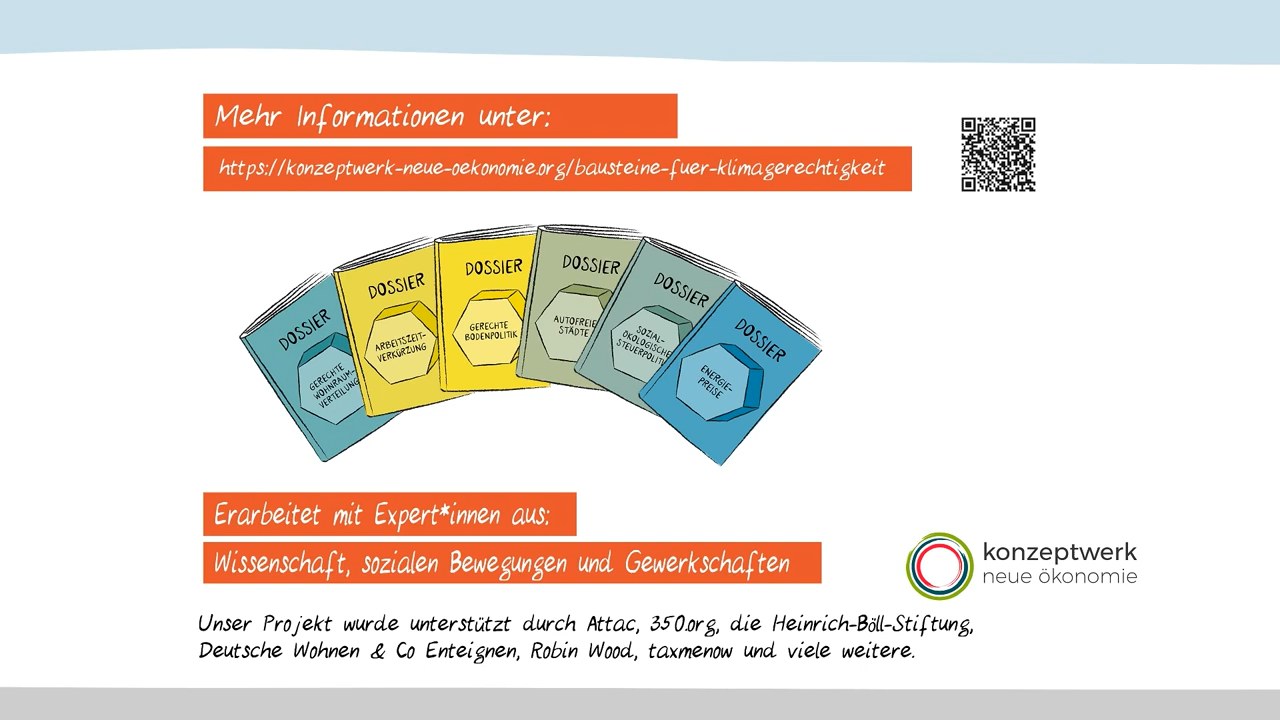 Mehr Informationen unter:
https://konzeptwerk-neue-oekonomie.org/bausteine-fuer-klimagerechtigkeit
DOSSIER
GERECHTE
WOHNRAUM-
VERTEILUNG
DOSSIER
ARBEITSZEIT-
VERKÜRZUNG
DOSSIER
GERECHTE
BODENPOLITIK
DOSSIER
AUTOFREIE
STÄDTE
DOSSIER
SOZIAL-
ÖKOLOGISCHE
STEUERPOLITI
DOSSIER
ENERGIE-
PREISE
Erarbeitet mit Expert*innen aus:
Wissenschaft, sozialen Bewegungen und Gewerkschaften
konzeptwerk
neue ökonomie
Unser Projekt wurde unterstützt durch Attac, 350.org, die Heinrich-Böll-Stiftung,
Deutsche Wohnen & Co Enteignen, Robin Wood, taxmenow und viele weitere.